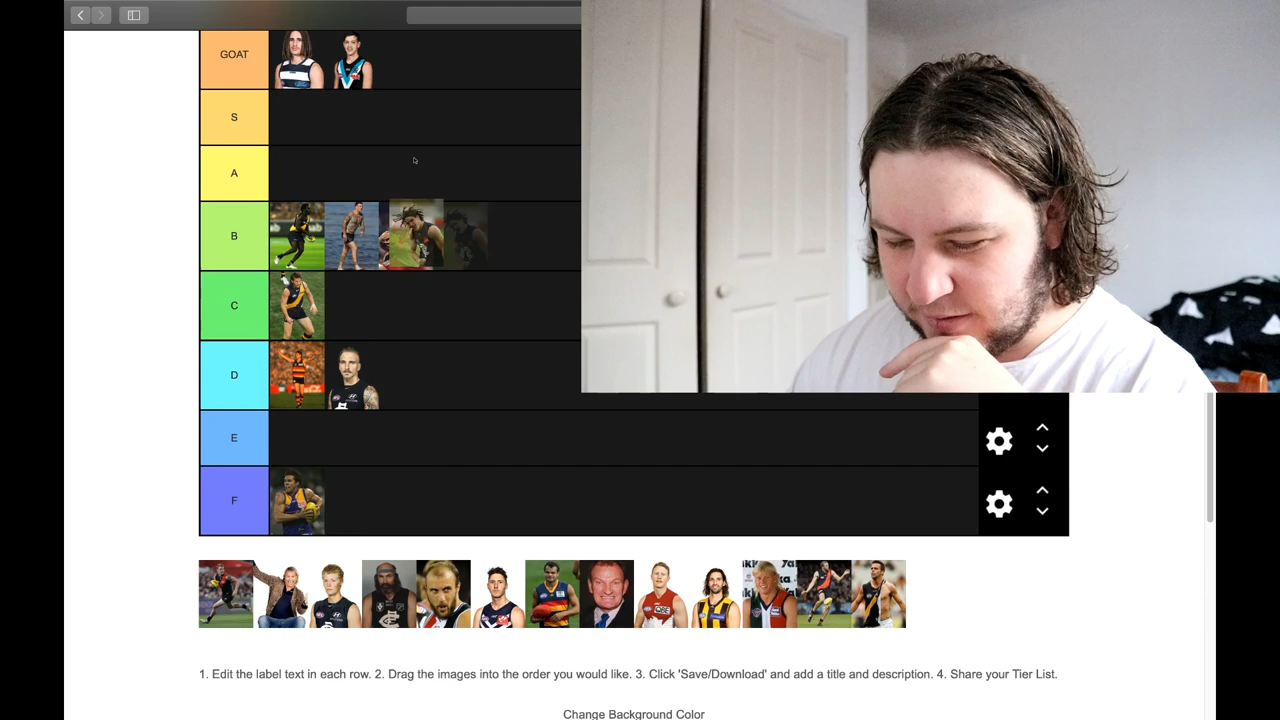 GOAT
S
A
B
C
D
E
F
1. Edit the label text in each row. 2. Drag the images into the order you would like. 3. Click 'Save/Download' and add a title and description. 4. Share your Tier List.
Change Background Color